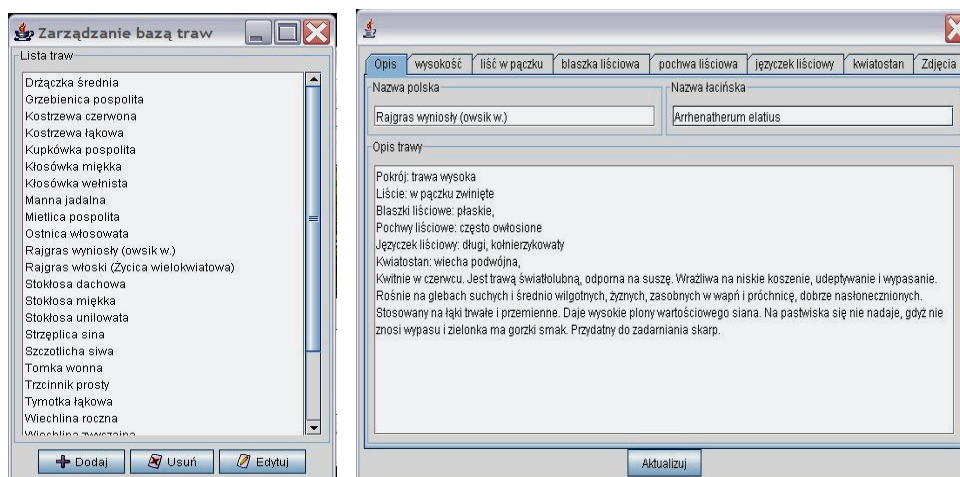 Zarządzanie bazą traw
Lista traw
Drżączka średnia
Grzebienica pospolita
Kostrzewa czerwona
Kostrzewa łąkowa
Kupkówka pospolita
Kłosówka miękka
Kłosówka wełnista
Manna jadalna
Mietlica pospolita
Ostnica włosowata
Rajgras wyniosły (owsik w.)
Rajgras włoski (Życica wielokwiatowa)
Stokłosa dachowa
Stokłosa miękka
Stokłosa unilowata
Strzęplica sina
Szczotlicha siwa
Tomka wonna
Trzcinnik prosty
Tymotka łąkowa
Wiechlina roczna
Wiechlina zwyczajna
Dodaj Usuń Edytuj
Opis wysokość liść w pączku blaszka liściowa pochwa liściowa języczek liściowy kwiatostan Zdjęcia
Nazwa polska Nazwa łacińska
Rajgras wyniosły (owsik w.) Arrhenatherum elatius
Opis trawy
Pokrój: trawa wysoka
Liście: w pączku zwinięte
Blaszki liściowe: płaskie,
Pochwy liściowe: często owłosione
Języczek liściowy: długi, kołnierzykowaty
Kwiatostan: wiecha podwójna,
Kwitnie w czerwcu. Jest trawą światłolubną, odporna na suszę. Wrażliwa na niskie koszenie, udeptywanie i wypasanie.
Rośnie na glebach suchych i średnio wilgotnych, żyznych, zasobnych w wapń i próchnicę, dobrze nasłonecznionych.
Stosowany na łąki trwałe i przemienne. Daje wysokie plony wartościowego siana. Na pastwiska się nie nadaje, gdyż nie
znosi wypasu i zielonka ma gorzki smak. Przydatny do zadarniania skarp.
Aktualizuj